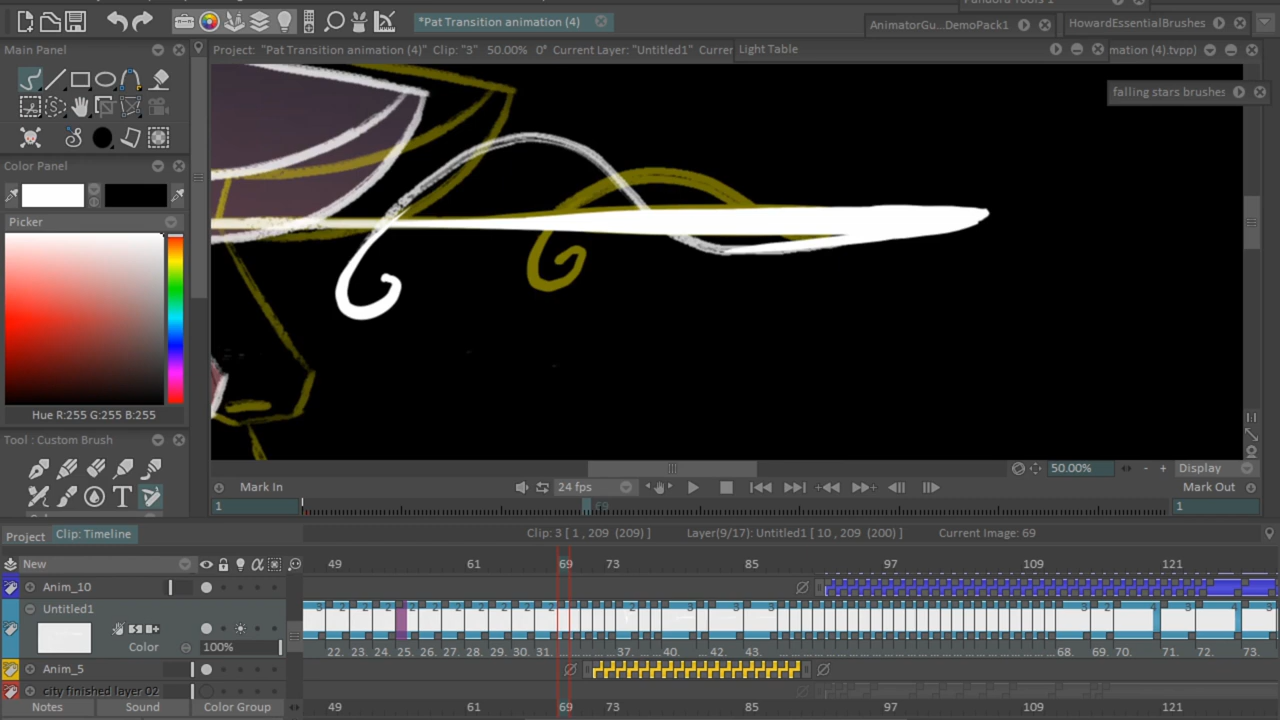 Pandora Tools 1
*Pat Transition animation (4)
AnimatorGu...DemoPack1
HowardEssentialBrushes
Main Panel
Project: "Pat Transition animation (4)" Clip: "3" 50.00% 0° Current Layer: "Untitled1" Currer
Light Table
mation (4).tvpp)
falling stars brushes
Color Panel
Picker
Hue R:255 G:255 B:255
Tool : Custom Brush
50.00%
Display
Mark In
24 fps
Mark Out
1
69
1
Project
Clip: Timeline
Clip: 3 [ 1 , 209 (209) ]
Layer(9/17): Untitled1 [ 10 , 209 (200) ]
Current Image: 69
New
49 61 69 73 85 97 109 121
Anim_10
Untitled1
Color
100%
22. 23. 24. 25. 26. 27. 28. 29. 30. 31. 37. 40. 42. 43. 68. 69. 70. 71. 72. 73.
Anim_5
city finished layer 02
Notes
Sound
Color Group
49 61 69 73 85 97 109 121